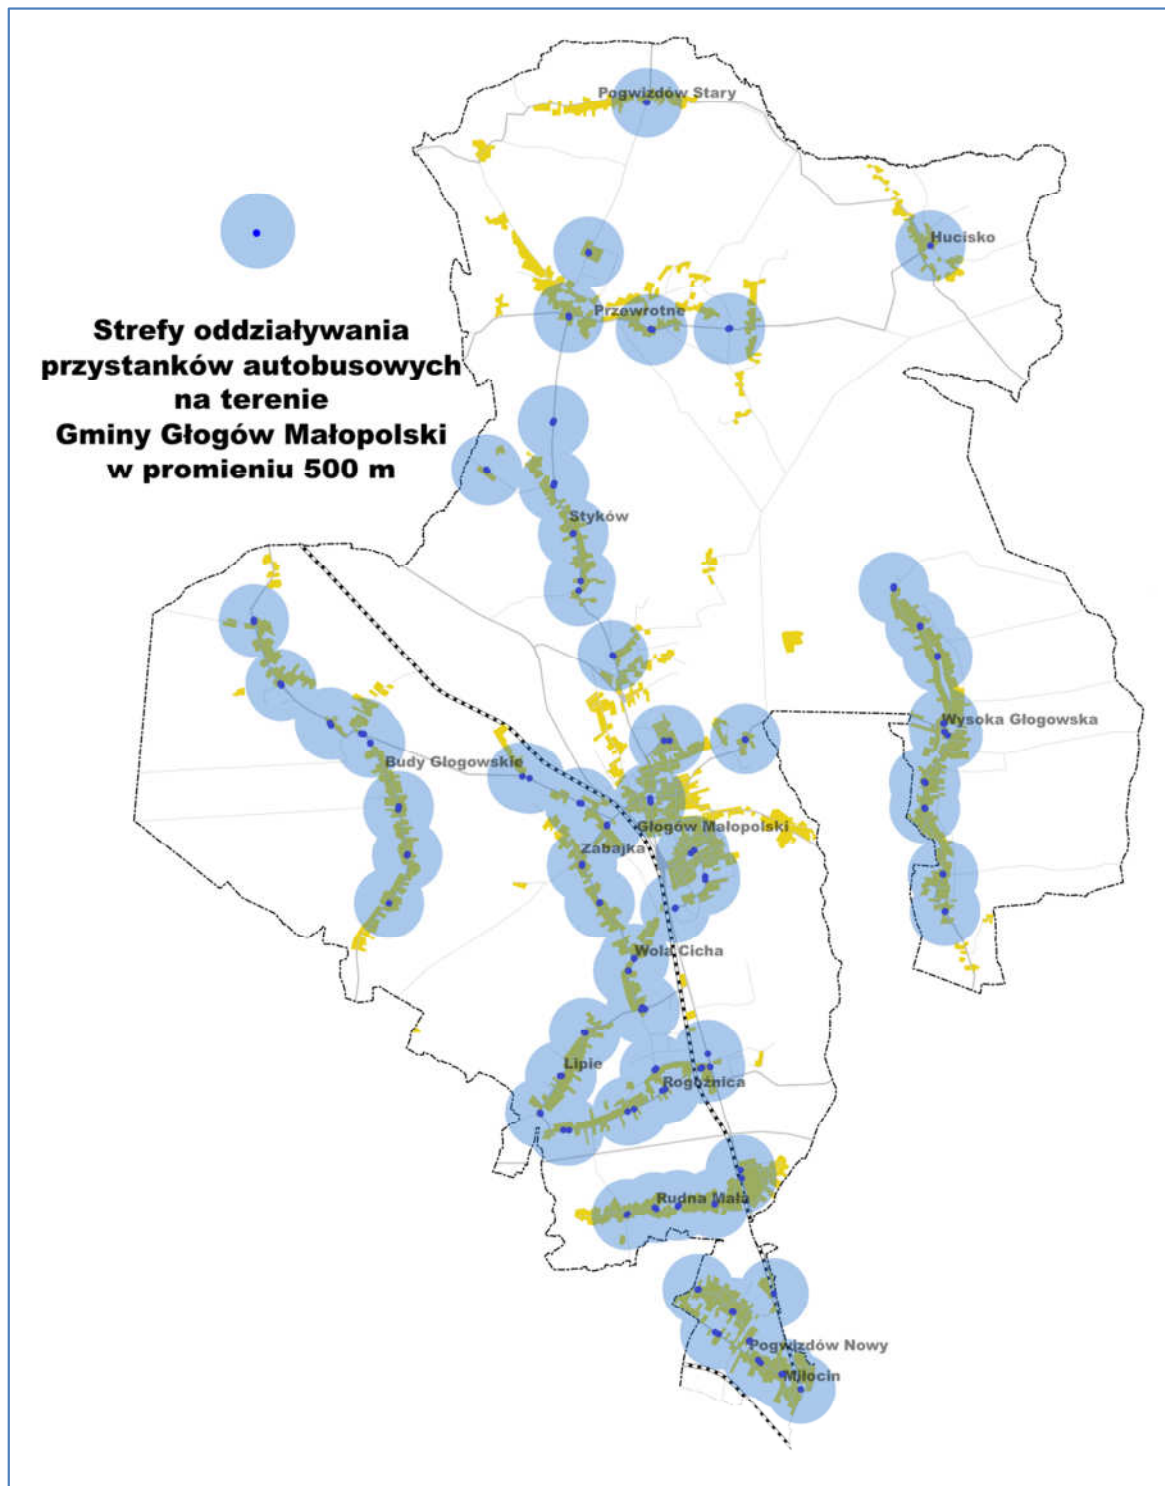 Pogwizdów Stary
Hucisko
Przewrotne
Strefy oddziaływania
przystanków autobusowych
na terenie
Gminy Głogów Małopolski
w promieniu 500 m
Styków
Wysoka Głogowska
Budy Głogowskie
Głogów Małopolski
Zabajka
Wola Cicha
Lipie
Rogoźnica
Rudna Mała
Pogwizdów Nowy
Miłocin